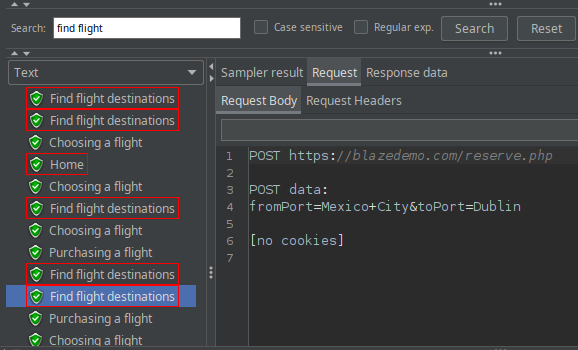 Search: find flight Case sensitive Regular exp. Search Reset
Text
Find flight destinations
Find flight destinations
Choosing a flight
Home
Choosing a flight
Find flight destinations
Choosing a flight
Purchasing a flight
Find flight destinations
Find flight destinations
Purchasing a flight
Choosing a flight
Sampler result Request Response data
Request Body Request Headers
1 POST https://blazedemo.com/reserve.php
2
3 POST data:
4 fromPort=Mexico+City&toPort=Dublin
5
6 [no cookies]
7